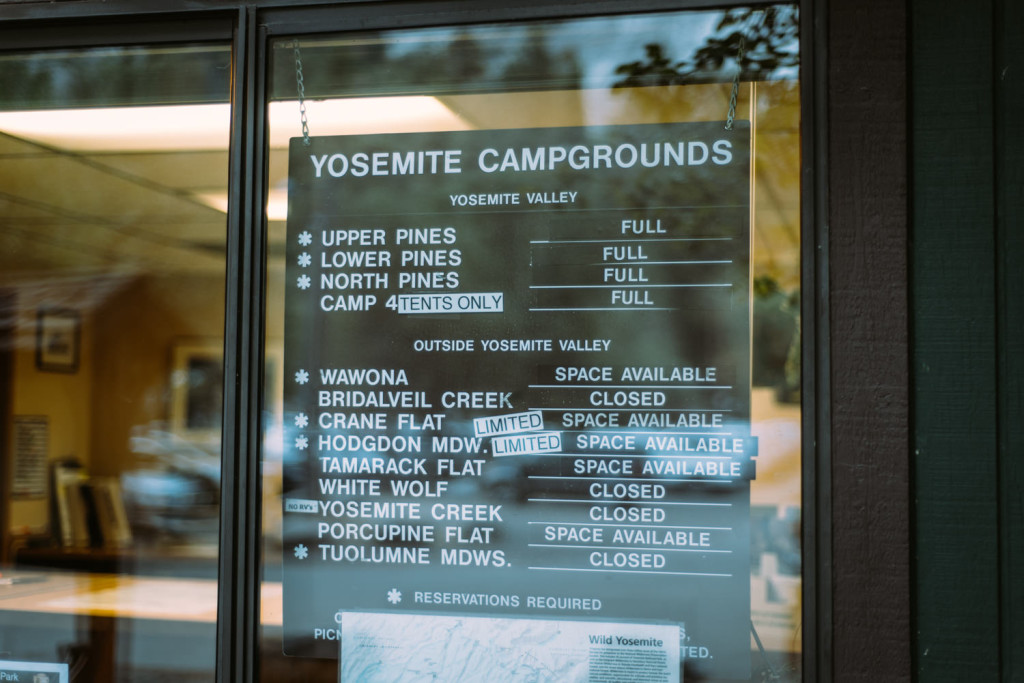 YOSEMITE CAMPGROUNDS
YOSEMITE VALLEY
* UPPER PINES FULL
* LOWER PINES FULL
* NORTH PINES FULL
CAMP 4 TENTS ONLY FULL
OUTSIDE YOSEMITE VALLEY
* WAWONA SPACE AVAILABLE
BRIDALVEIL CREEK CLOSED
* CRANE FLAT LIMITED SPACE AVAILABLE
* HODGDON MDW. LIMITED SPACE AVAILABLE
TAMARACK FLAT SPACE AVAILABLE
WHITE WOLF CLOSED
NO RV's YOSEMITE CREEK CLOSED
PORCUPINE FLAT SPACE AVAILABLE
* TUOLUMNE MDWS. CLOSED
* RESERVATIONS REQUIRED
Wild Yosemite
Park